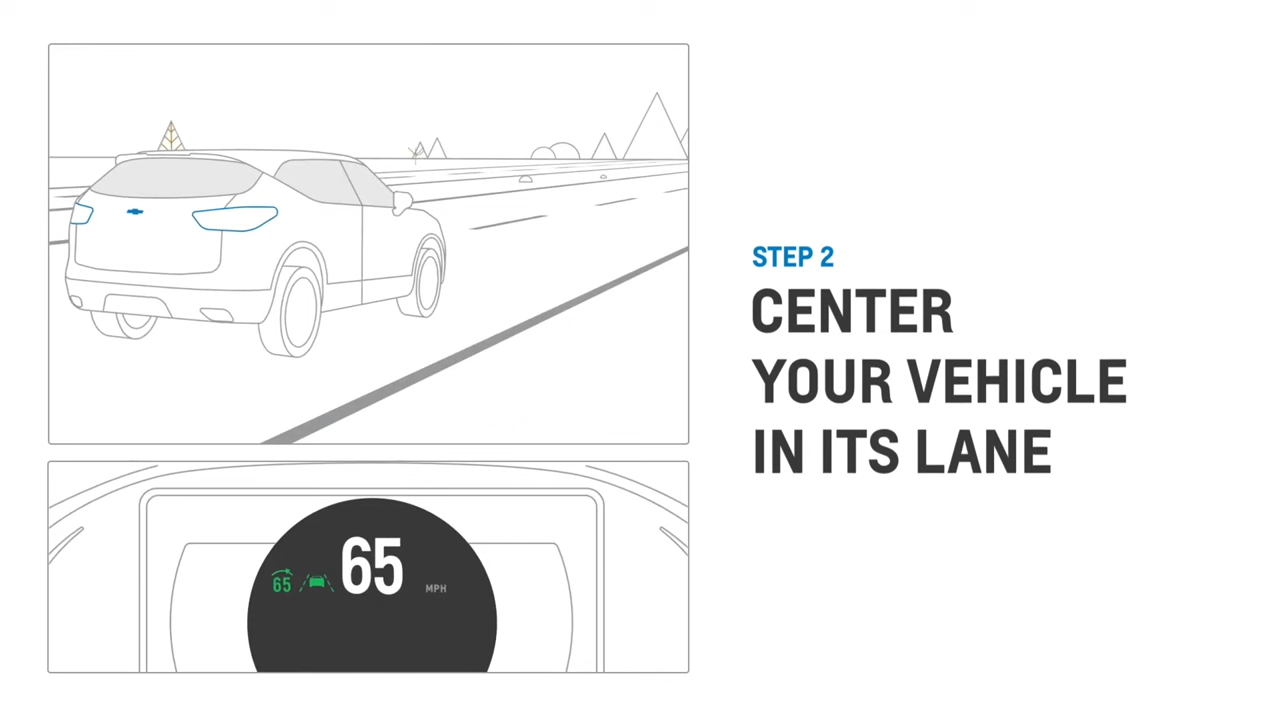 STEP 2
CENTER
YOUR VEHICLE
IN ITS LANE
65
65
MPH